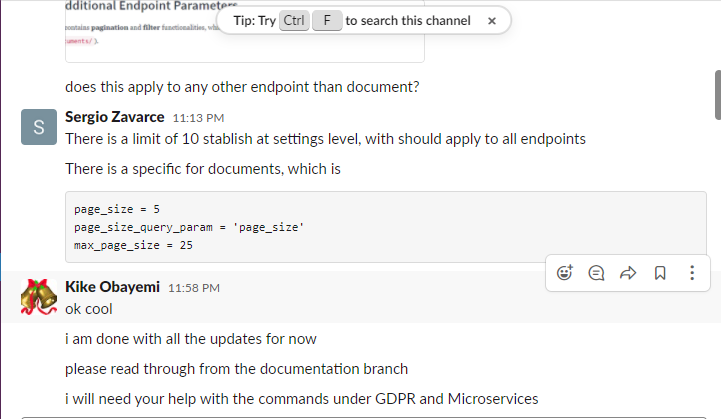 dditional Endpoint Parameters
Tip: Try Ctrl F to search this channel ×
contains pagination and filter functionalities,
uments/).
does this apply to any other endpoint than document?
S
Sergio Zavarce 11:13 PM
There is a limit of 10 stablish at settings level, with should apply to all endpoints
There is a specific for documents, which is
page_size = 5
page_size_query_param = 'page_size'
max_page_size = 25
Kike Obayemi 11:58 PM
ok cool
i am done with all the updates for now
please read through from the documentation branch
i will need your help with the commands under GDPR and Microservices